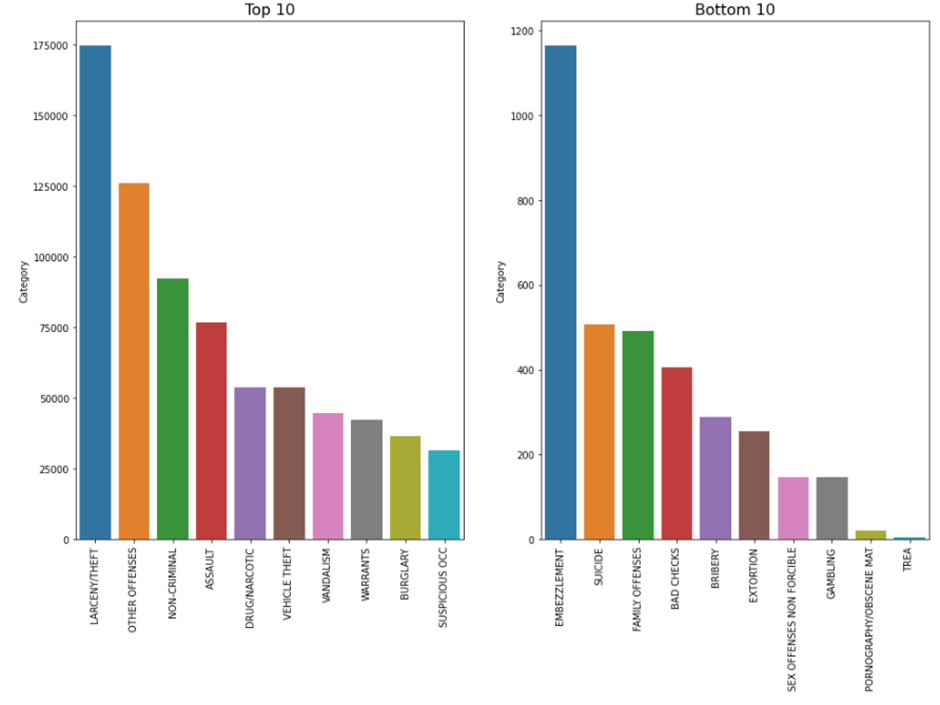 Top 10
Category
175000
150000
125000
100000
75000
50000
25000
0
LARCENY/THEFT
OTHER OFFENSES
NON-CRIMINAL
ASSAULT
DRUG/NARCOTIC
VEHICLE THEFT
VANDALISM
WARRANTS
BURGLARY
SUSPICIOUS OCC
Bottom 10
Category
1200
1000
800
600
400
200
0
EMBEZZLEMENT
SUICIDE
FAMILY OFFENSES
BAD CHECKS
BRIBERY
EXTORTION
SEX OFFENSES NON FORCIBLE
GAMBLING
PORNOGRAPHY/OBSCENE MAT
TREA